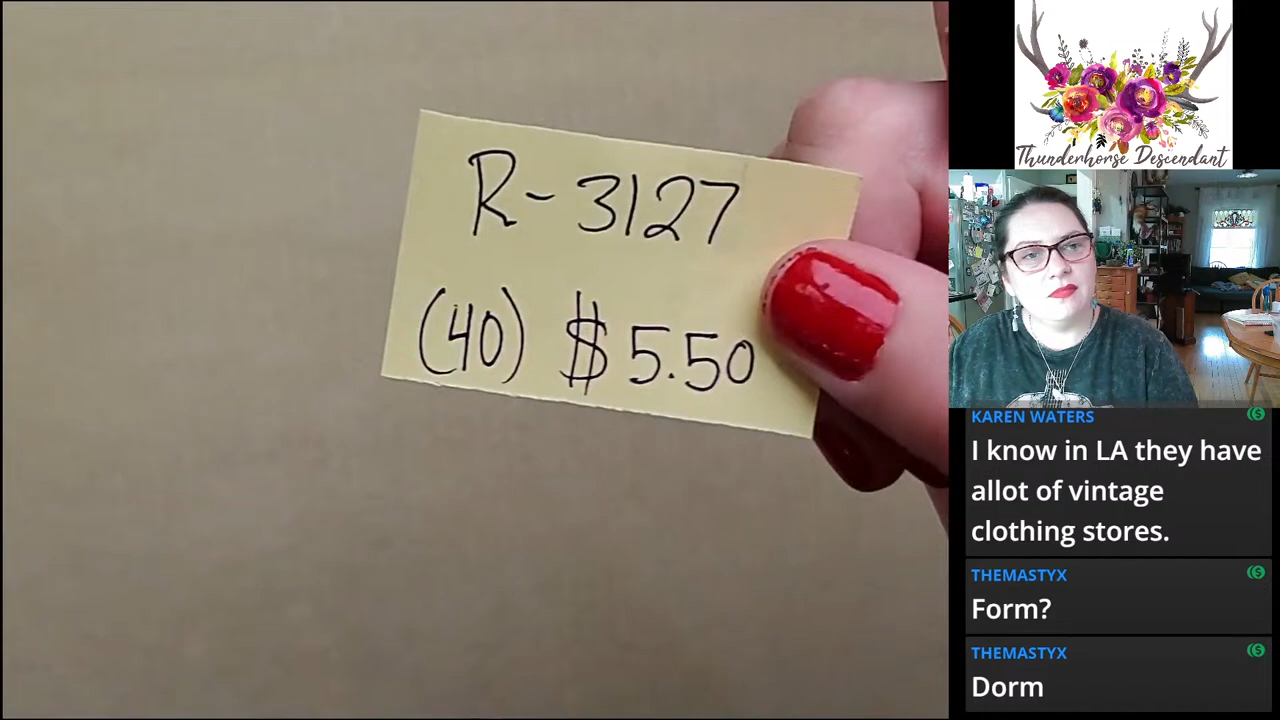 R-3127
(40) $5.50
Thunderhorse Descendant
KAREN WATERS
I know in LA they have
allot of vintage
clothing stores.
THEMASTYX
Form?
THEMASTYX
Dorm